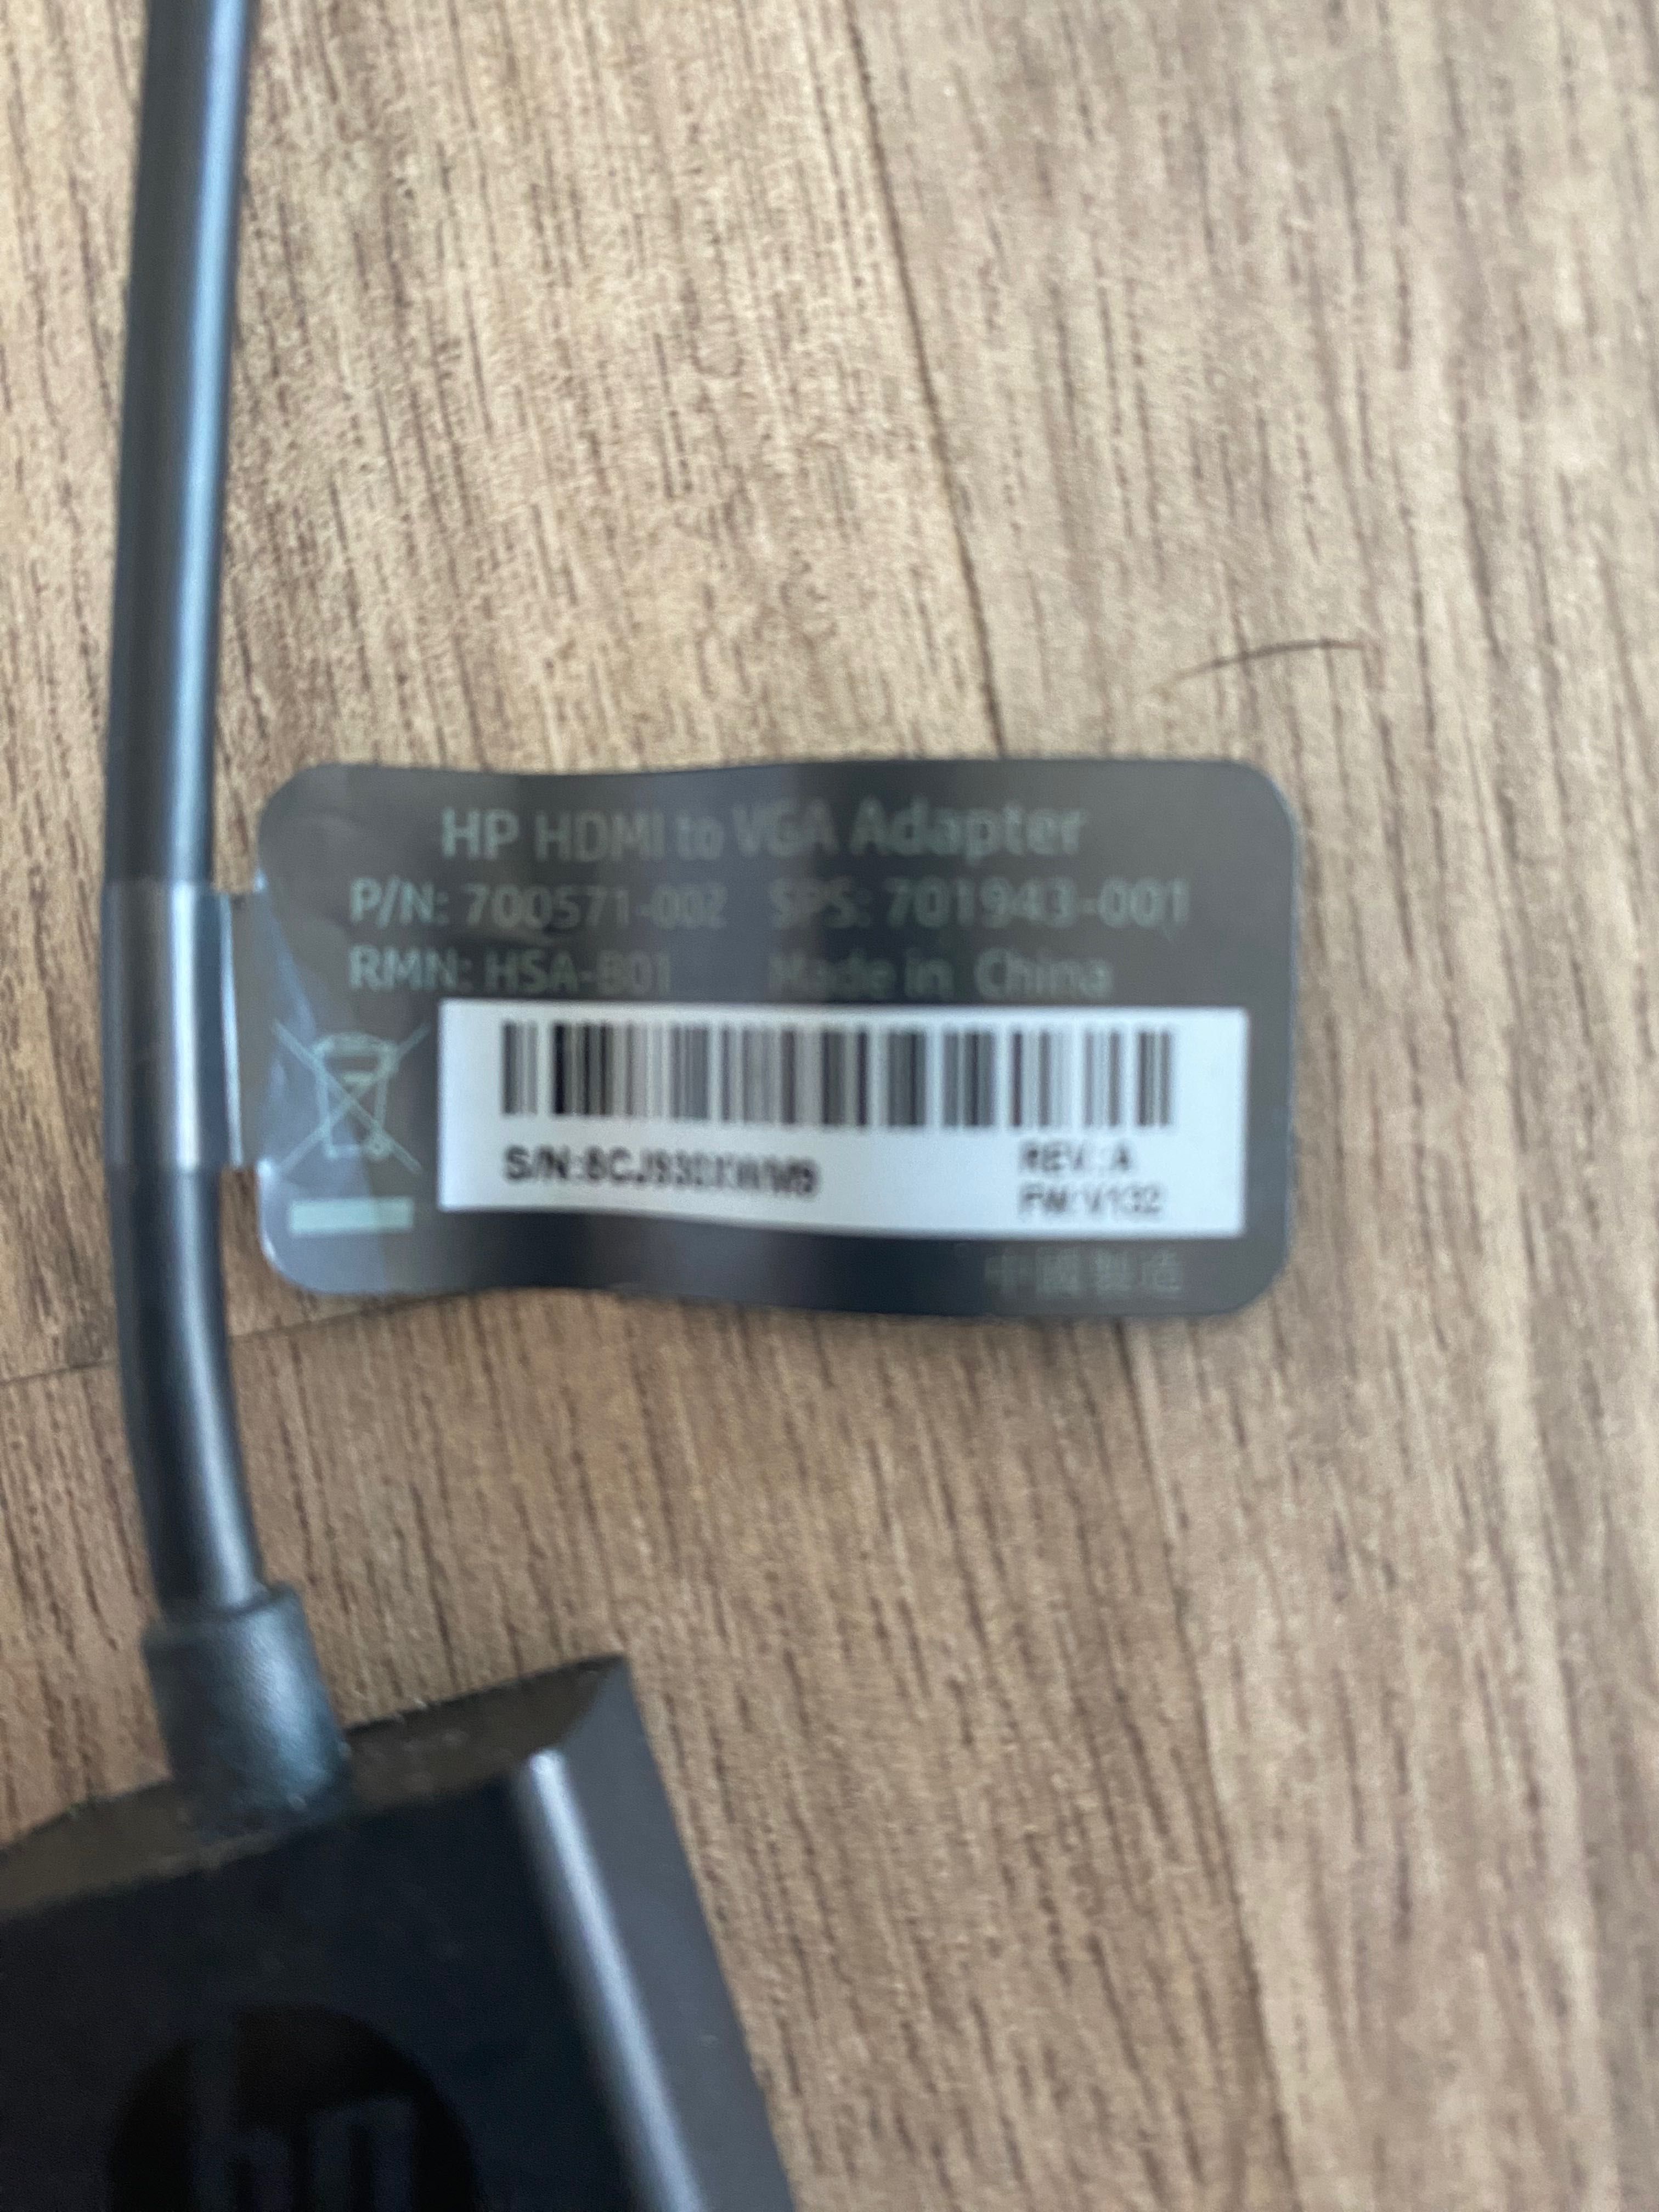 HP HDMI to VGA Adapter
P/N: 700571-002 SPS: 701943-001
RMN: HSA-B01 Made in China
REV.:A
FW: V132
中國製造
hp